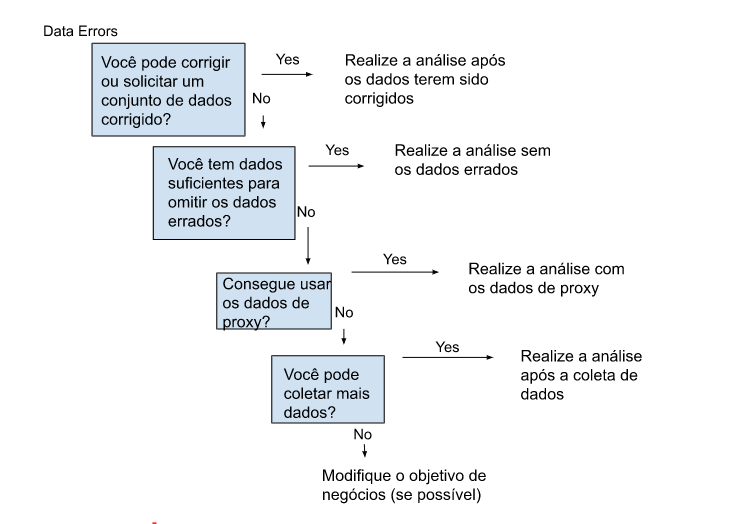 Data Errors
Você pode corrigir
ou solicitar um
conjunto de dados
corrigido?
Yes
Realize a análise após
os dados terem sido
corrigidos
No
Você tem dados
suficientes para
omitir os dados
errados?
Yes
Realize a análise sem
os dados errados
No
Consegue usar
os dados de
proxy?
Yes
Realize a análise com
os dados de proxy
No
Você pode
coletar mais
dados?
Yes
Realize a análise
após a coleta de
dados
No
Modifique o objetivo de
negócios (se possível)